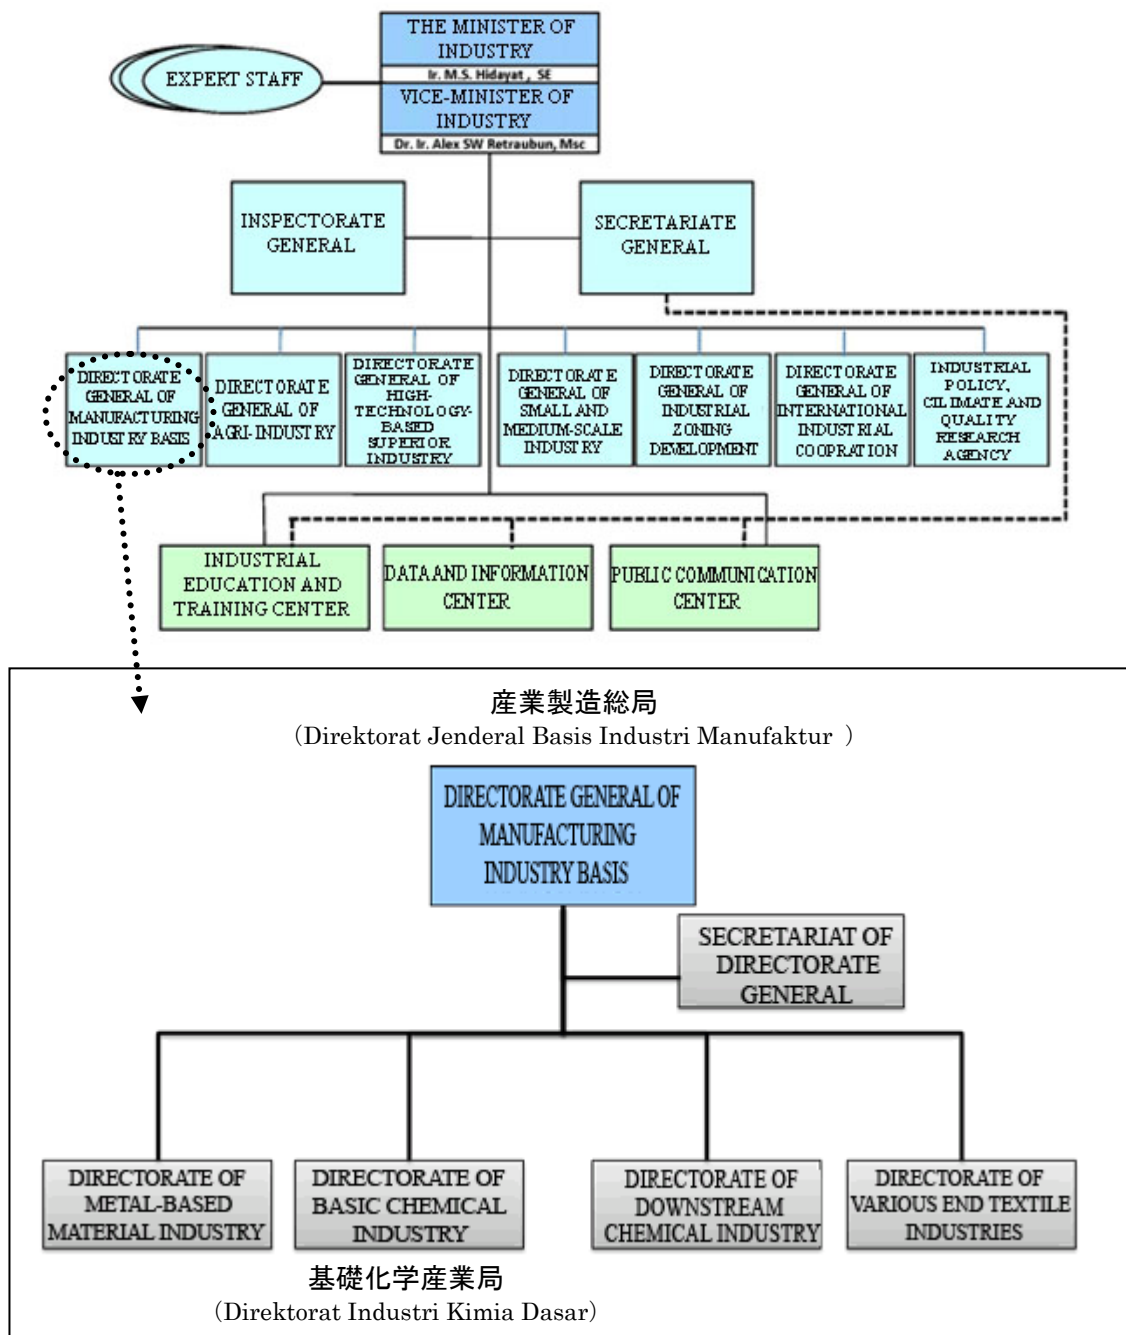 THE MINISTER OF
INDUSTRY
Ir. M.S. Hidayat , SE
VICE-MINISTER OF
INDUSTRY
Dr. Ir. Alex SW Retraubun, Msc
EXPERT STAFF
INSPECTORATE
GENERAL
SECRETARIATE
GENERAL
DIRECTORATE
GENERAL OF
MANUFACTURING
INDUSTRY BASIS
DIRECTORATE
GENERAL OF
AGRI-INDUSTRY
DIRECTORATE
GENERAL OF
HIGH-
TECHNOLOGY-
BASED
SUPERIOR
INDUSTRY
DIRECTORATE
GENERAL OF
SMALL AND
MEDIUM-SCALE
INDUSTRY
DIRECTORATE
GENERAL OF
INDUSTRIAL
ZONING
DEVELOPMENT
DIRECTORATE
GENERAL OF
INTERNATIONAL
INDUSTRIAL
COOPRATION
INDUSTRIAL
POLICY,
CILIMATE AND
QUALITY
RESEARCH
AGENCY
INDUSTRIAL
EDUCATION AND
TRAINING CENTER
DATA AND INFORMATION
CENTER
PUBLIC COMMUNICATION
CENTER
産業製造総局
（Direktorat Jenderal Basis Industri Manufaktur ）
DIRECTORATE GENERAL OF
MANUFACTURING
INDUSTRY BASIS
SECRETARIAT OF
DIRECTORATE
GENERAL
DIRECTORATE OF
METAL-BASED
MATERIAL INDUSTRY
DIRECTORATE OF
BASIC CHEMICAL
INDUSTRY
DIRECTORATE OF
DOWNSTREAM
CHEMICAL INDUSTRY
DIRECTORATE OF
VARIOUS END TEXTILE
INDUSTRIES
基礎化学産業局
（Direktorat Industri Kimia Dasar）